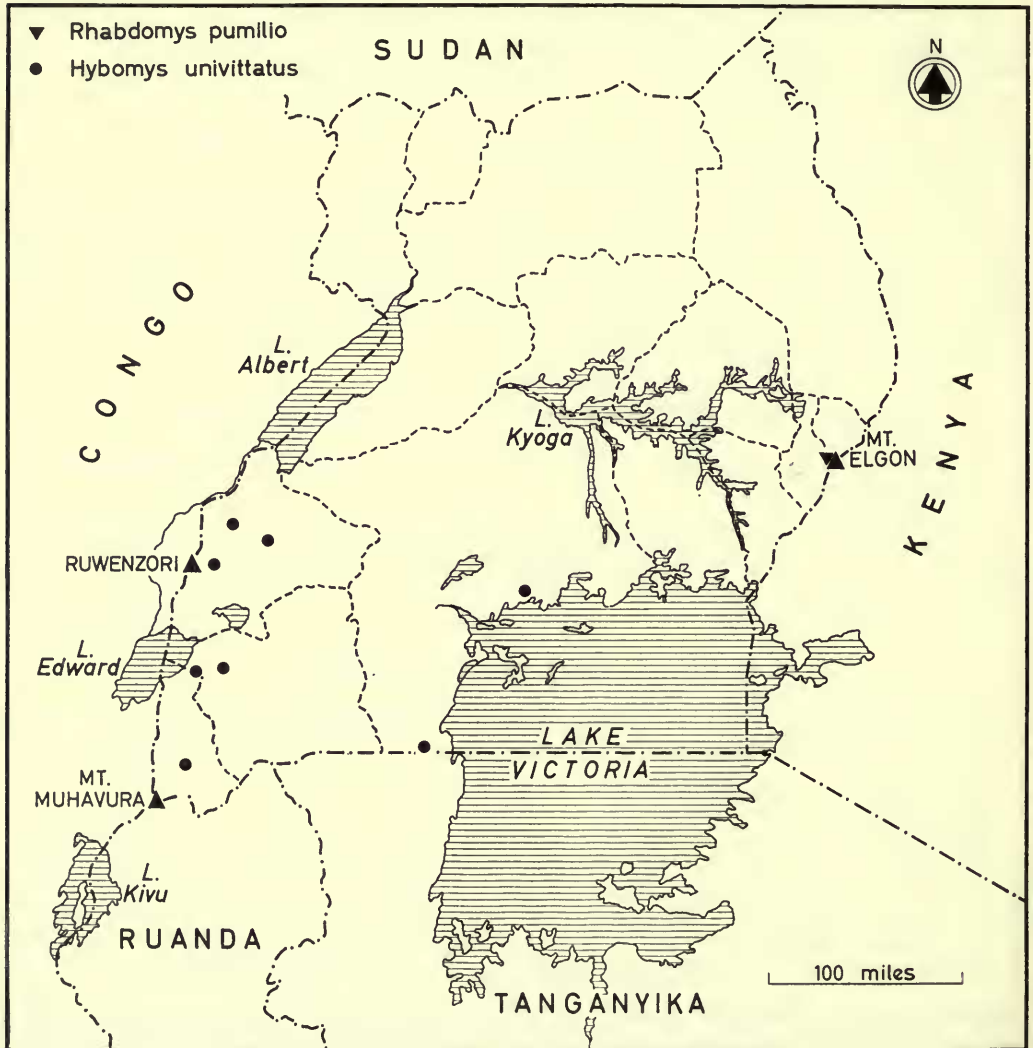 Rhabdomys pumilio
Hybomys univittatus
SUDAN
N
CONGO
L.
Albert
L.
Kyoga
MT.
ELGON
KENYA
RUWENZORI
L.
Edward
LAKE
VICTORIA
MT.
MUHAVURA
L.
Kivu
RUANDA
TANGANYIKA
100 miles